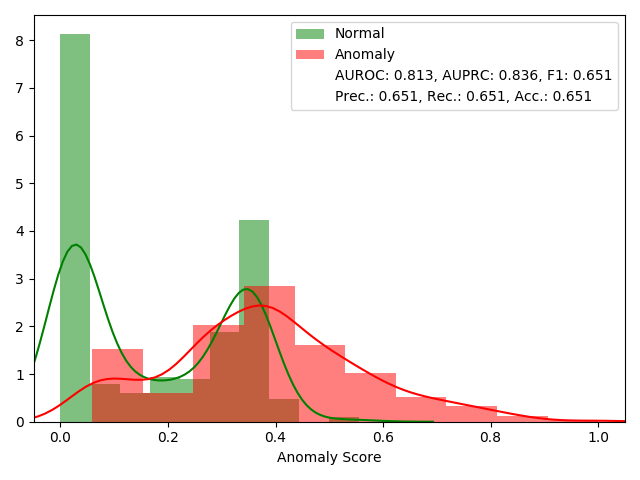 Normal
Anomaly
AUROC: 0.813, AUPRC: 0.836, F1: 0.651
Prec.: 0.651, Rec.: 0.651, Acc.: 0.651
8
7
6
5
4
3
2
1
0
0.0 0.2 0.4 0.6 0.8 1.0
Anomaly Score